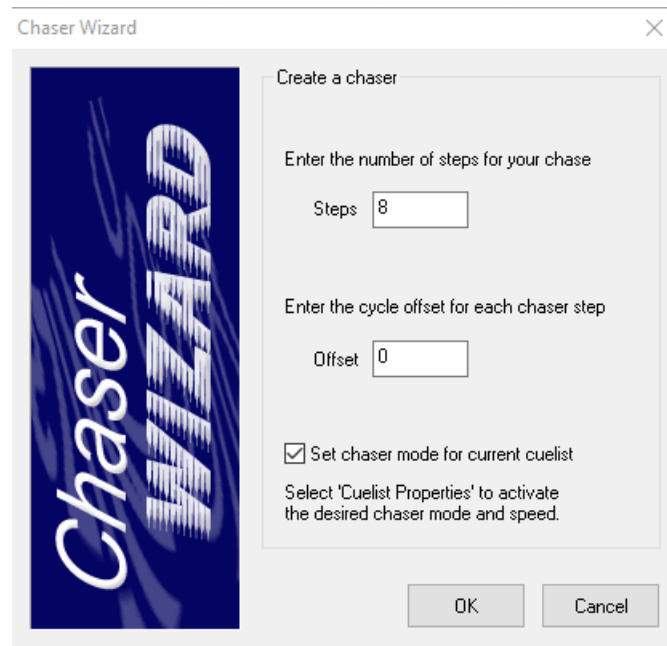 Chaser Wizard
Chaser
WIZARD
Create a chaser
Enter the number of steps for your chase
Steps 8
Enter the cycle offset for each chaser step
Offset 0
Set chaser mode for current cuelist
Select 'Cuelist Properties' to activate
the desired chaser mode and speed.
OK Cancel